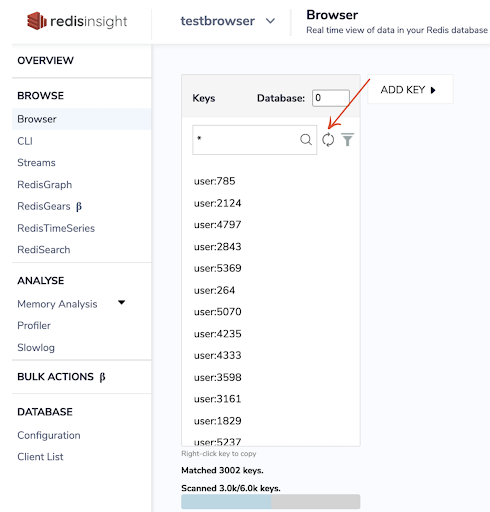 redisinsight
testbrowser
Browser
Real time view of data in your Redis database
OVERVIEW
BROWSE
Browser
CLI
Streams
RedisGraph
RedisGears β
RedisTimeSeries
RediSearch
ANALYSE
Memory Analysis
Profiler
Slowlog
BULK ACTIONS β
DATABASE
Configuration
Client List
Keys Database: 0
ADD KEY
*
user:785
user:2124
user:4797
user:2843
user:5369
user:264
user:5070
user:4235
user:4333
user:3598
user:3161
user:1829
user:5237
Right-click key to copy
Matched 3002 keys.
Scanned 3.0k/6.0k keys.